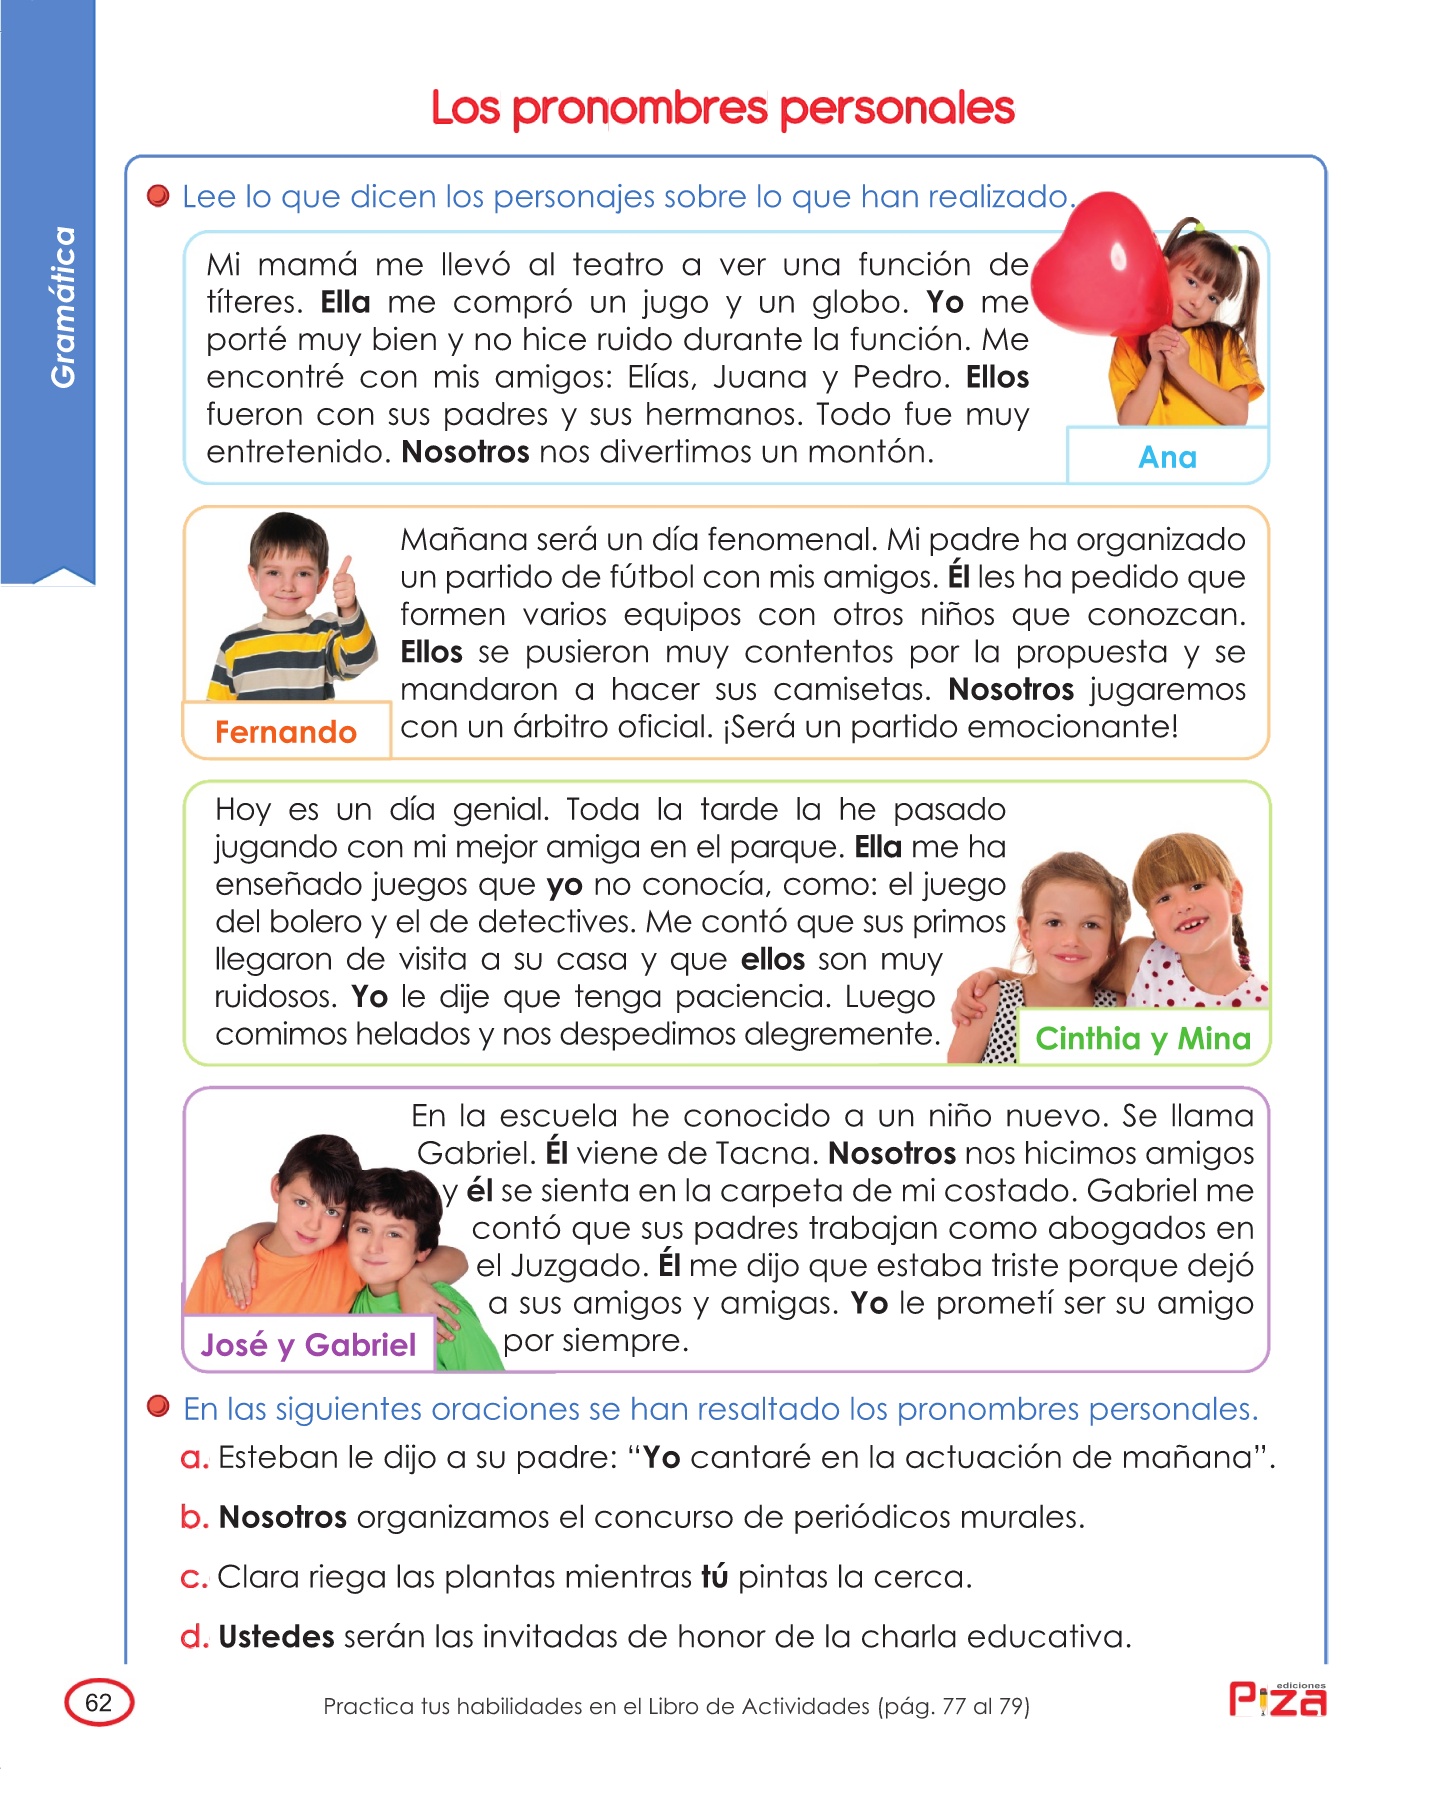 Gramática
Los pronombres personales
Lee lo que dicen los personajes sobre lo que han realizado.
Mi mamá me llevó al teatro a ver una función de
títeres. Ella me compró un jugo y un globo. Yo me
porté muy bien y no hice ruido durante la función. Me
encontré con mis amigos: Elías, Juana y Pedro. Ellos
fueron con sus padres y sus hermanos. Todo fue muy
entretenido. Nosotros nos divertimos un montón.
Ana
Mañana será un día fenomenal. Mi padre ha organizado
un partido de fútbol con mis amigos. Él les ha pedido que
formen varios equipos con otros niños que conozcan.
Ellos se pusieron muy contentos por la propuesta y se
mandaron a hacer sus camisetas. Nosotros jugaremos
con un árbitro oficial. ¡Será un partido emocionante!
Fernando
Hoy es un día genial. Toda la tarde la he pasado
jugando con mi mejor amiga en el parque. Ella me ha
enseñado juegos que yo no conocía, como: el juego
del bolero y el de detectives. Me contó que sus primos
llegaron de visita a su casa y que ellos son muy
ruidosos. Yo le dije que tenga paciencia. Luego
comimos helados y nos despedimos alegremente.
Cinthia y Mina
En la escuela he conocido a un niño nuevo. Se llama
Gabriel. Él viene de Tacna. Nosotros nos hicimos amigos
y él se sienta en la carpeta de mi costado. Gabriel me
contó que sus padres trabajan como abogados en
el Juzgado. Él me dijo que estaba triste porque dejó
a sus amigos y amigas. Yo le prometí ser su amigo
por siempre.
José y Gabriel
En las siguientes oraciones se han resaltado los pronombres personales.
a. Esteban le dijo a su padre: “Yo cantaré en la actuación de mañana”.
b. Nosotros organizamos el concurso de periódicos murales.
c. Clara riega las plantas mientras tú pintas la cerca.
d. Ustedes serán las invitadas de honor de la charla educativa.
62
Practica tus habilidades en el Libro de Actividades (pág. 77 al 79)
ediciones
Piza